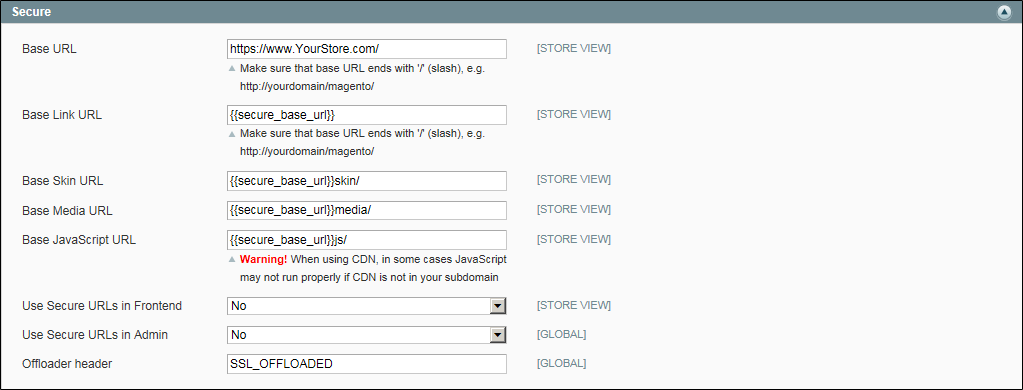 Secure
Base URL https://www.YourStore.com/ [STORE VIEW]
Make sure that base URL ends with '/' (slash), e.g.
http://yourdomain/magento/
Base Link URL {{secure_base_url}} [STORE VIEW]
Make sure that base URL ends with '/' (slash), e.g.
http://yourdomain/magento/
Base Skin URL {{secure_base_url}}skin/ [STORE VIEW]
Base Media URL {{secure_base_url}}media/ [STORE VIEW]
Base JavaScript URL {{secure_base_url}}js/ [STORE VIEW]
Warning! When using CDN, in some cases JavaScript
may not run properly if CDN is not in your subdomain
Use Secure URLs in Frontend No [STORE VIEW]
Use Secure URLs in Admin No [GLOBAL]
Offloader header SSL_OFFLOADED [GLOBAL]